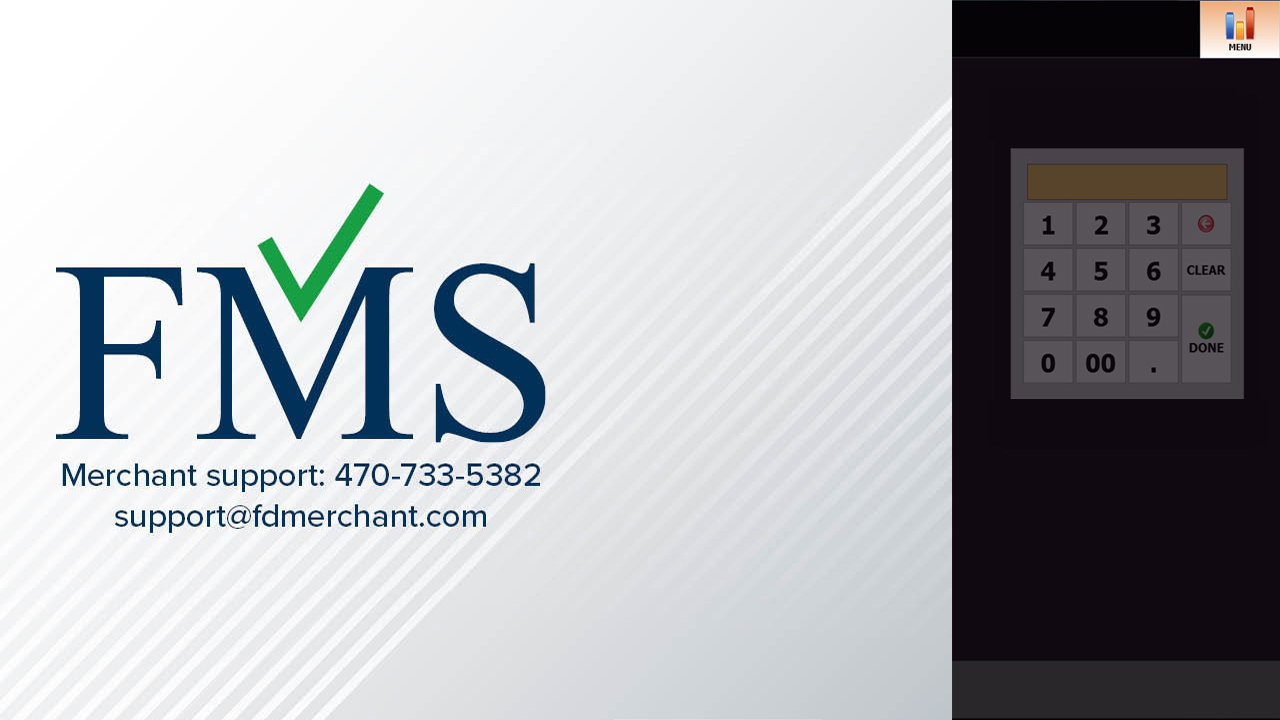 FMS
Merchant support: 470-733-5382
support@fdmerchant.com
MENU
1 2 3
4 5 6 CLEAR
7 8 9
DONE
0 00 .